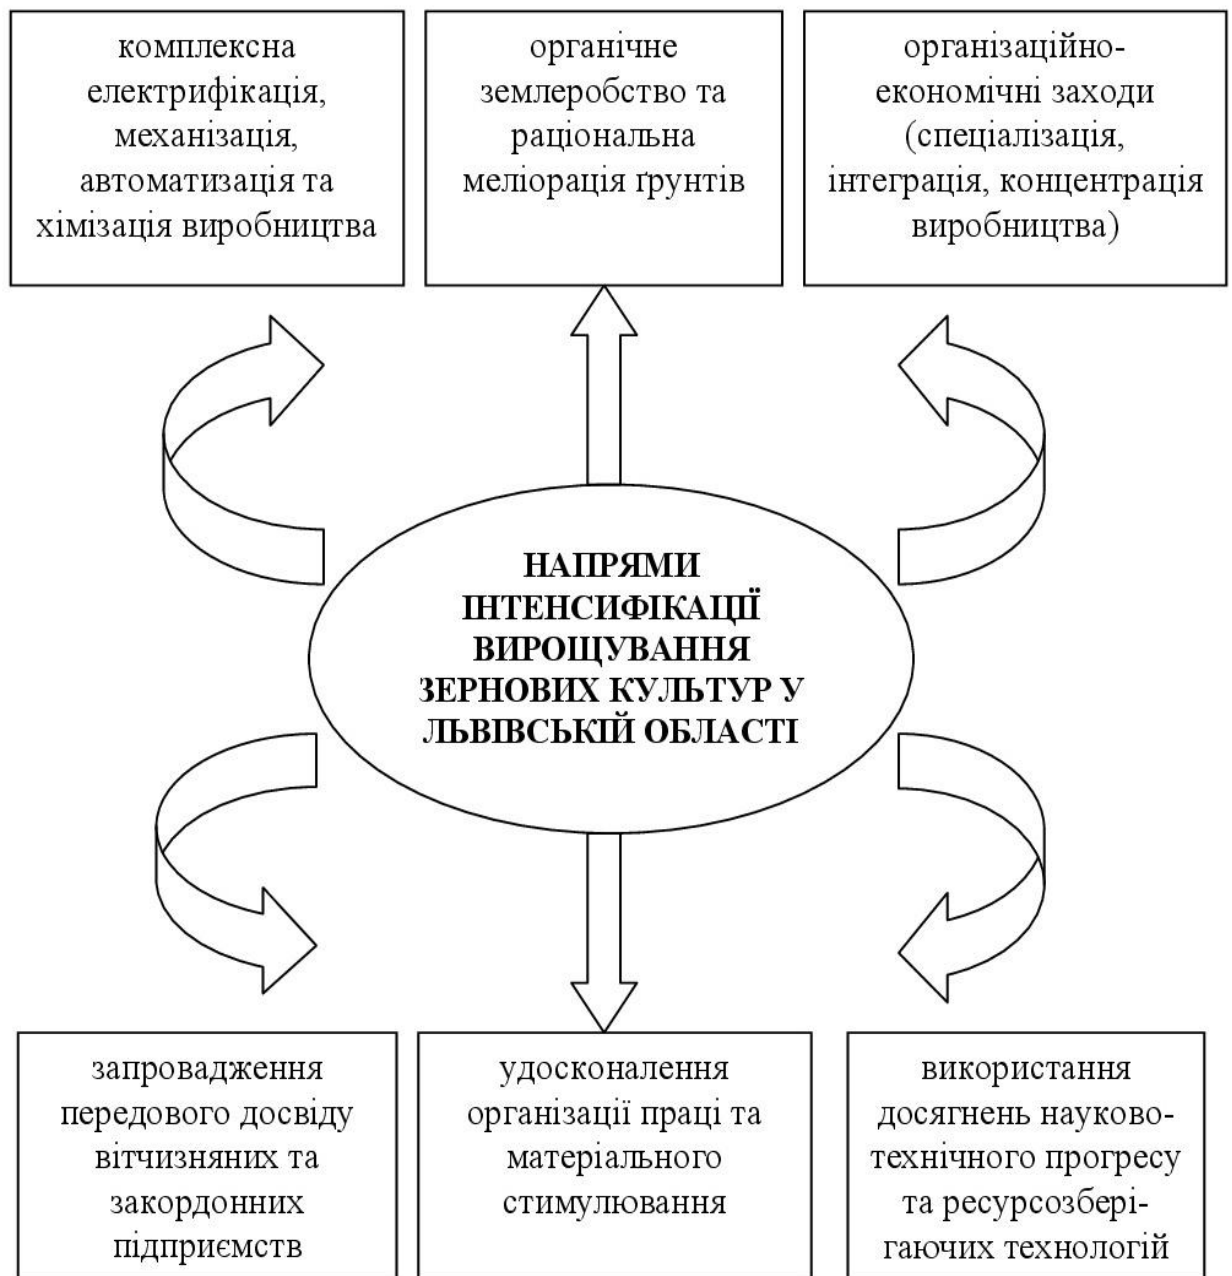 комплексна
електрифікація,
механізація,
автоматизація та
хімізація виробництва
органічне
землеробство та
раціональна
меліорація ґрунтів
організаційно-
економічні заходи
(спеціалізація,
інтеграція, концентрація
виробництва)
НАПРЯМИ
ІНТЕНСИФІКАЦІЇ
ВИРОЩУВАННЯ
ЗЕРНОВИХ КУЛЬТУР У
ЛЬВІВСЬКІЙ ОБЛАСТІ
запровадження
передового досвіду
вітчизняних та
закордонних
підприємств
удосконалення
організації праці та
матеріального
стимулювання
використання
досягнень науково-
технічного прогресу
та ресурсозбері-
гаючих технологій